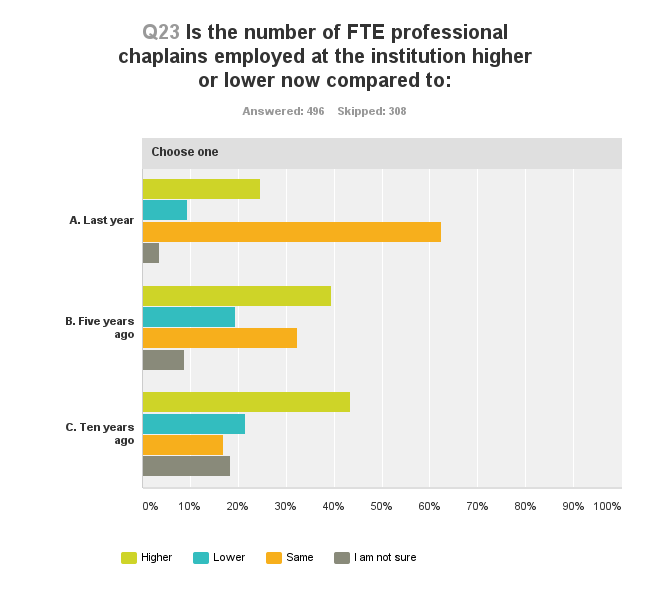 Q23 Is the number of FTE professional
chaplains employed at the institution higher
or lower now compared to:
Answered: 496 Skipped: 308
Choose one
A. Last year
B. Five years
ago
C. Ten years
ago
0% 10% 20% 30% 40% 50% 60% 70% 80% 90% 100%
Higher Lower Same I am not sure